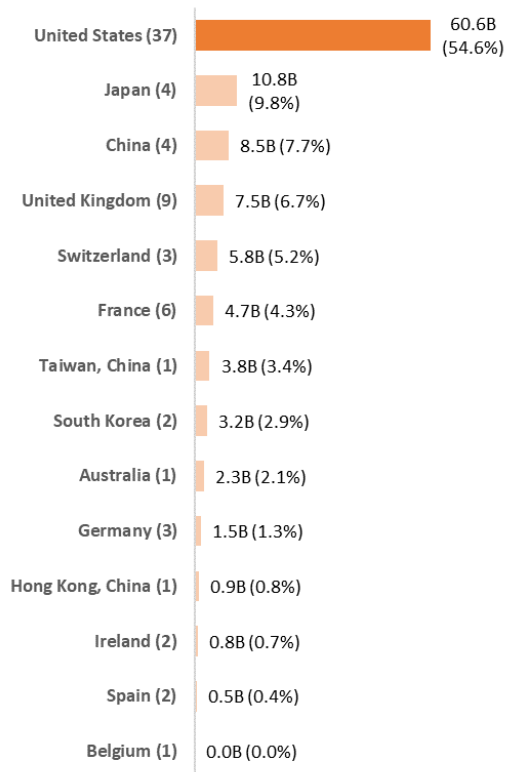 United States (37)
60.6B
(54.6%)
Japan (4)
10.8B
(9.8%)
China (4)
8.5B (7.7%)
United Kingdom (9)
7.5B (6.7%)
Switzerland (3)
5.8B (5.2%)
France (6)
4.7B (4.3%)
Taiwan, China (1)
3.8B (3.4%)
South Korea (2)
3.2B (2.9%)
Australia (1)
2.3B (2.1%)
Germany (3)
1.5B (1.3%)
Hong Kong, China (1)
0.9B (0.8%)
Ireland (2)
0.8B (0.7%)
Spain (2)
0.5B (0.4%)
Belgium (1)
0.0B (0.0%)